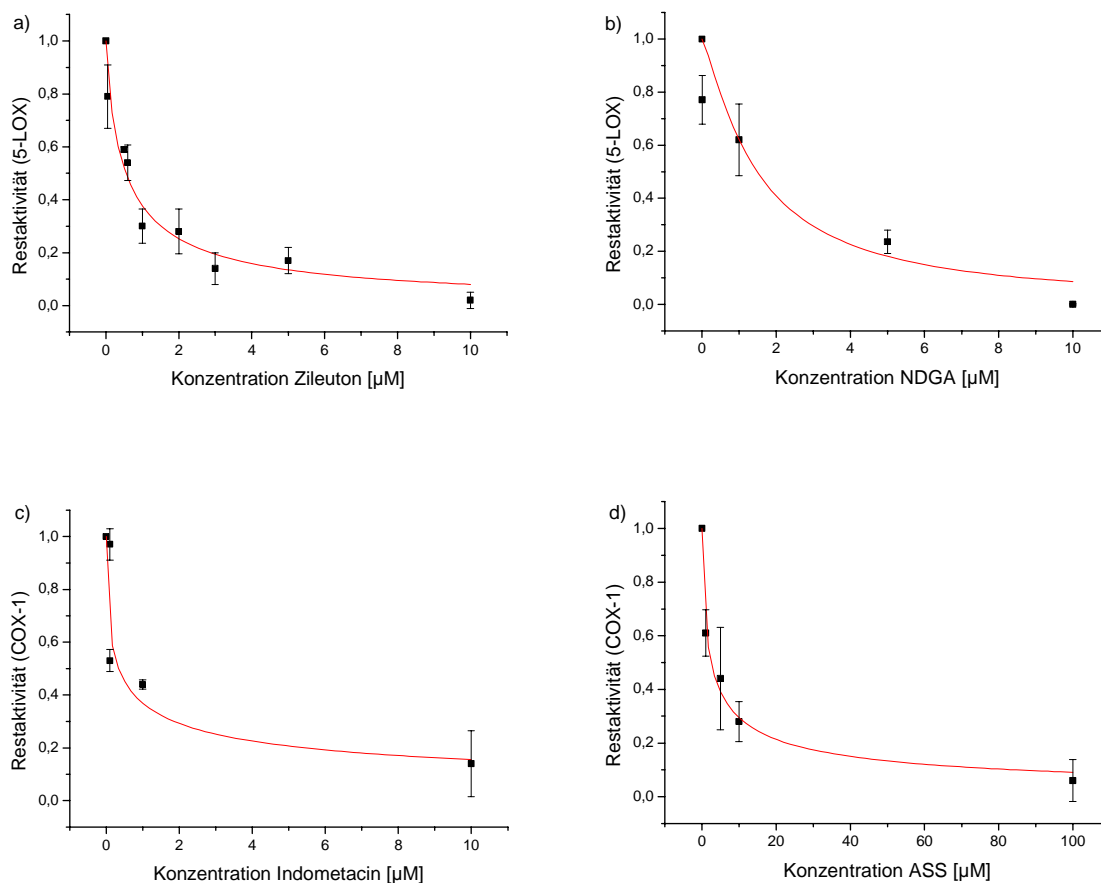 a)
1,0
0,8
0,6
0,4
0,2
0,0
Restaktivität (5-LOX)
0 2 4 6 8 10
Konzentration Zileuton [µM]
b)
1,0
0,8
0,6
0,4
0,2
0,0
Restaktivität (5-LOX)
0 2 4 6 8 10
Konzentration NDGA [µM]
c)
1,0
0,8
0,6
0,4
0,2
0,0
Restaktivität (COX-1)
0 2 4 6 8 10
Konzentration Indometacin [µM]
d)
1,0
0,8
0,6
0,4
0,2
0,0
Restaktivität (COX-1)
0 20 40 60 80 100
Konzentration ASS [µM]